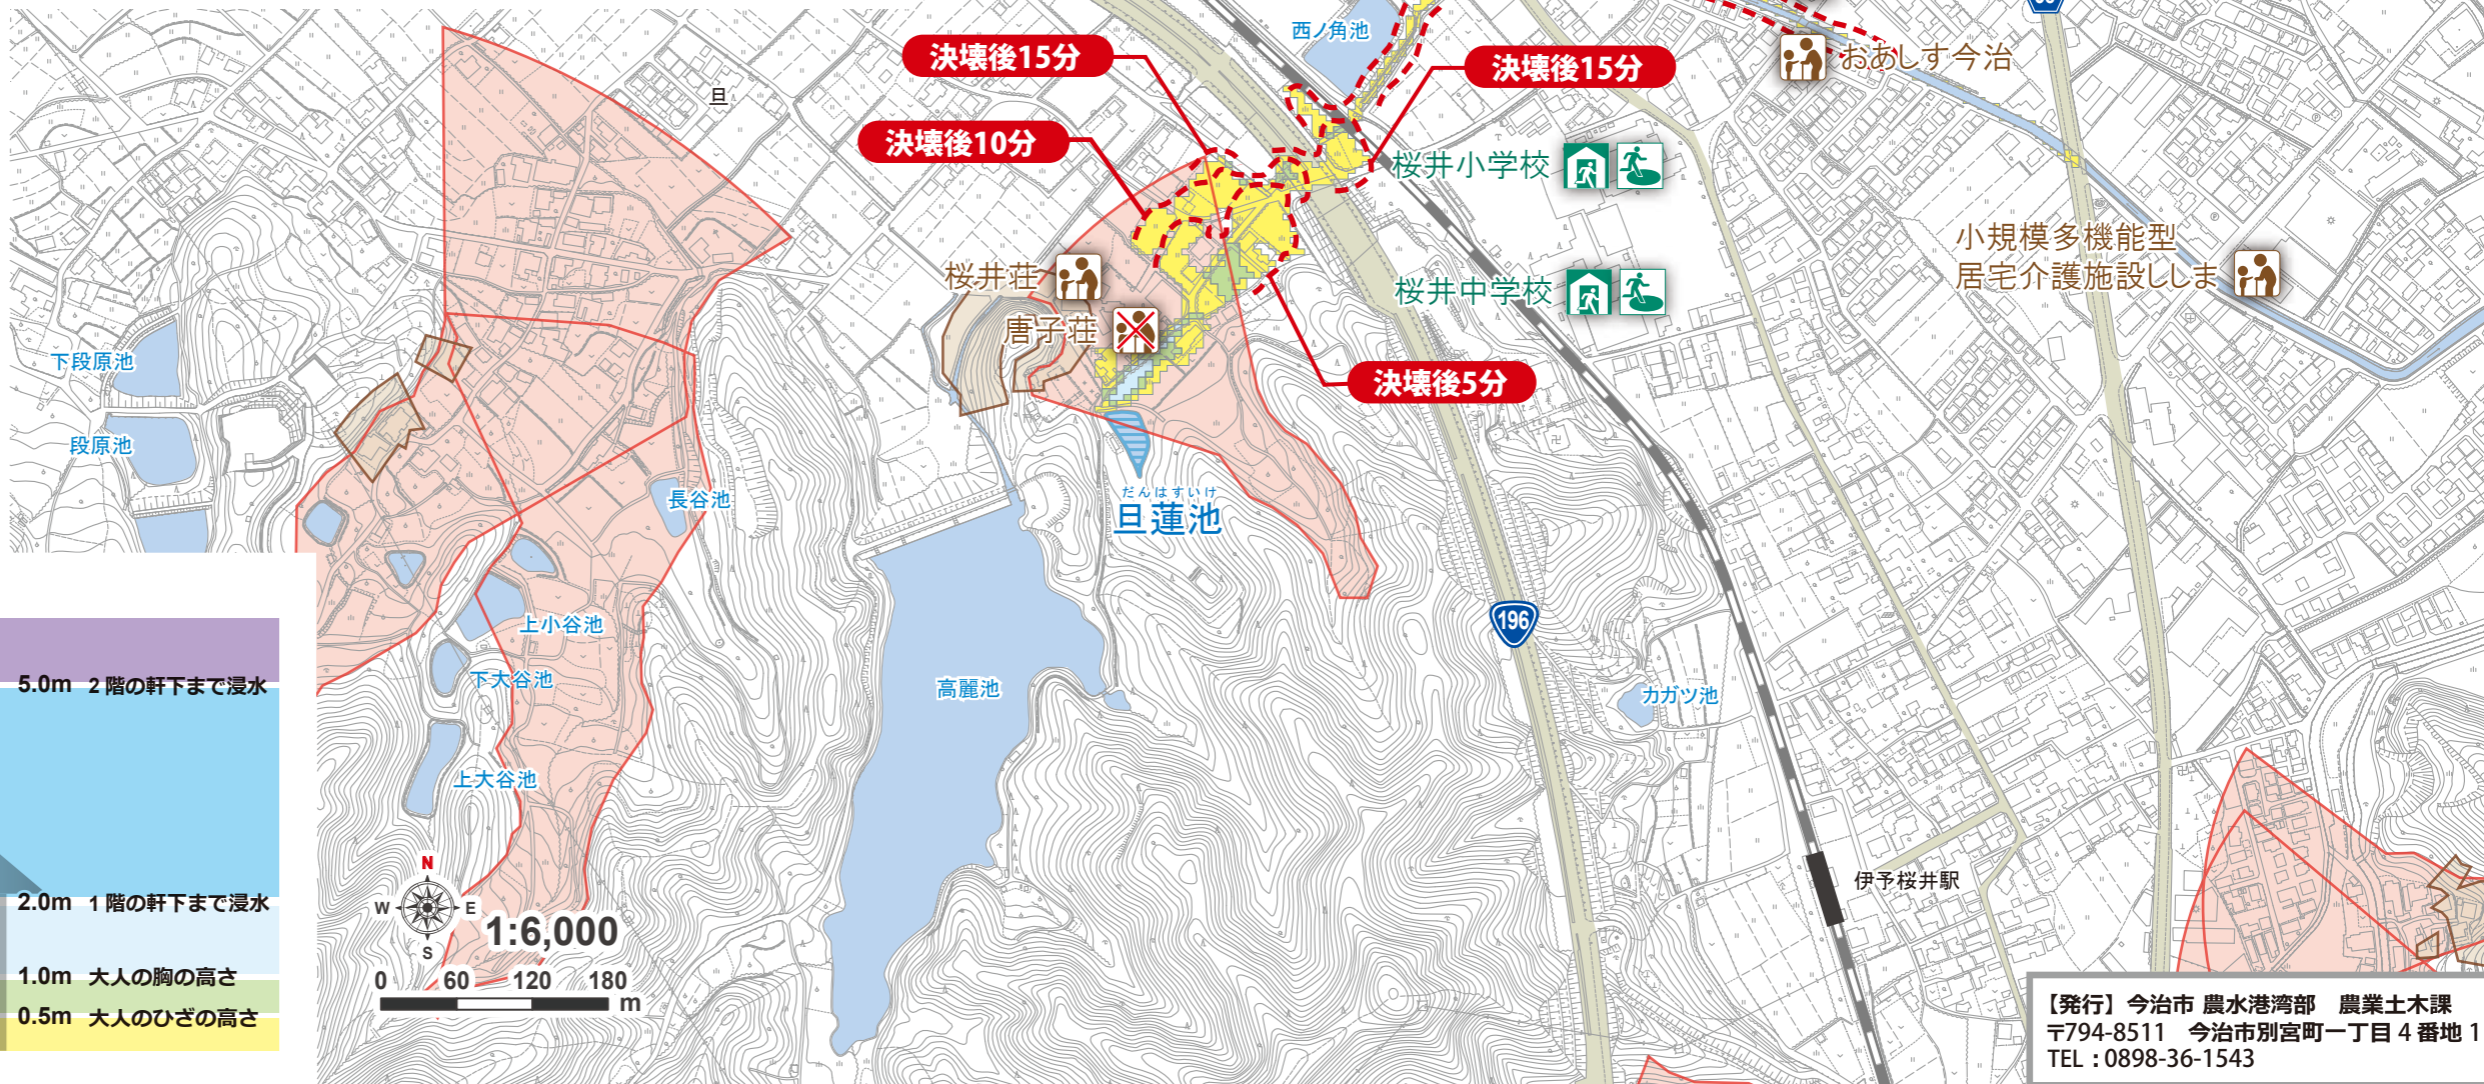 西ノ角池
決壊後15分
決壊後15分
おあしす今治
旦
決壊後10分
桜井小学校
小規模多機能型
居宅介護施設ししま
桜井荘
桜井中学校
唐子荘
下段原池
決壊後5分
段原池
長谷池
だんはすいけ
旦蓮池
196
上小谷池
下大谷池
高麗池
カガツ池
上大谷池
5.0m 2階の軒下まで浸水
2.0m 1階の軒下まで浸水
1.0m 大人の胸の高さ
0.5m 大人のひざの高さ
N
W E
S
1:6,000
0 60 120 180
m
伊予桜井駅
【発行】今治市 農水港湾部 農業土木課
〒794-8511 今治市別宮町一丁目4番地1
TEL:0898-36-1543